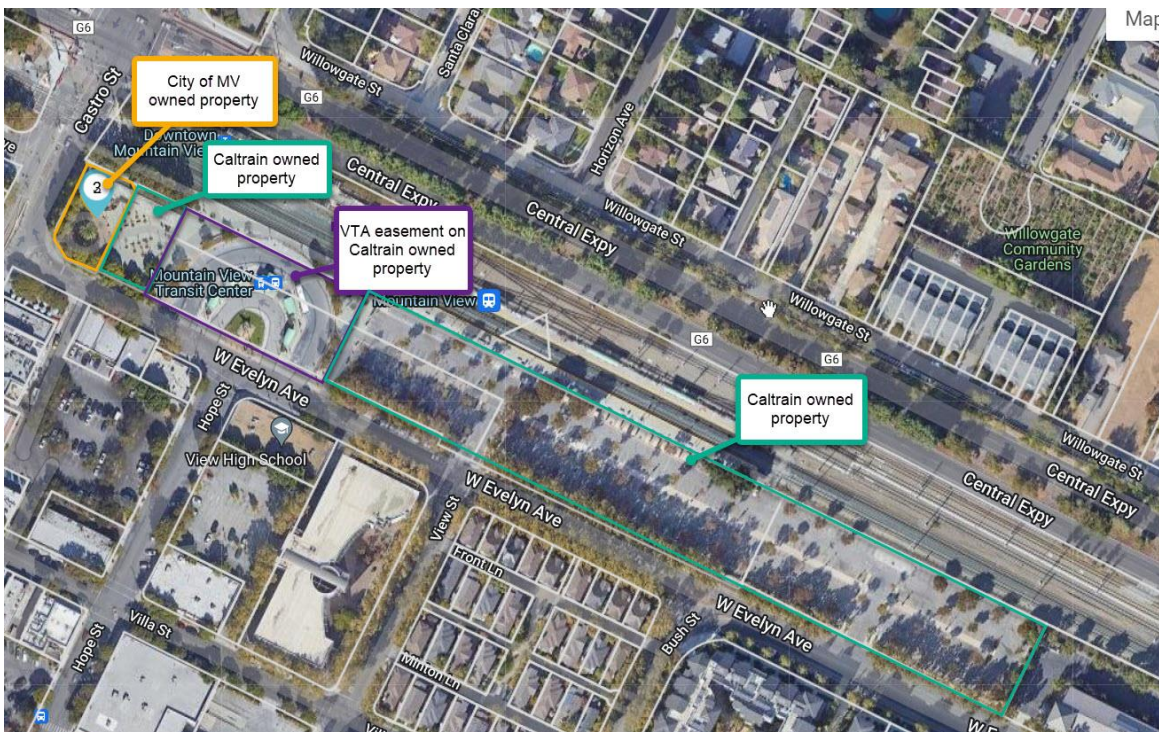 Map
G6
Santa Clara
Willowgate St
City of MV
owned property
G6
Castro St
Downtown
Mountain Vie
Caltrain owned
property
Horizon Ave
Central Expy
Central Expy
Willowgate St
VTA easement on
Caltrain owned
property
Willowgate
Community
Gardens
Mountain View
Transit Center
Mountain View
Willowgate St
G6
G6
W Evelyn Ave
Hope St
Caltrain owned
property
View High School
Willowgate St
Central Expy
Central Expy
W Evelyn Ave
View St
Front Ln
W Evelyn Ave
Bush St
Villa St
Hope St
Minton Ln
Vill
W E